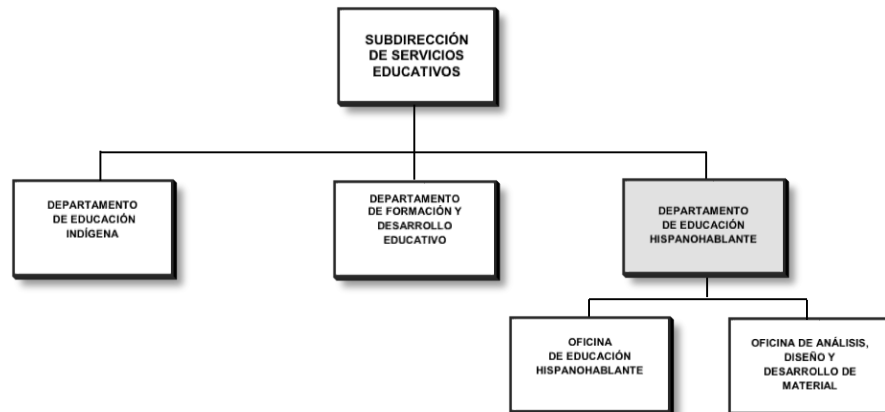 SUBDIRECCIÓN
DE SERVICIOS
EDUCATIVOS
DEPARTAMENTO
DE EDUCACIÓN
INDÍGENA
DEPARTAMENTO
DE FORMACIÓN Y
DESARROLLO
EDUCATIVO
DEPARTAMENTO
DE EDUCACIÓN
HISPANOHABLANTE
OFICINA
DE EDUCACIÓN
HISPANOHABLANTE
OFICINA DE ANÁLISIS,
DISEÑO Y
DESARROLLO DE
MATERIAL